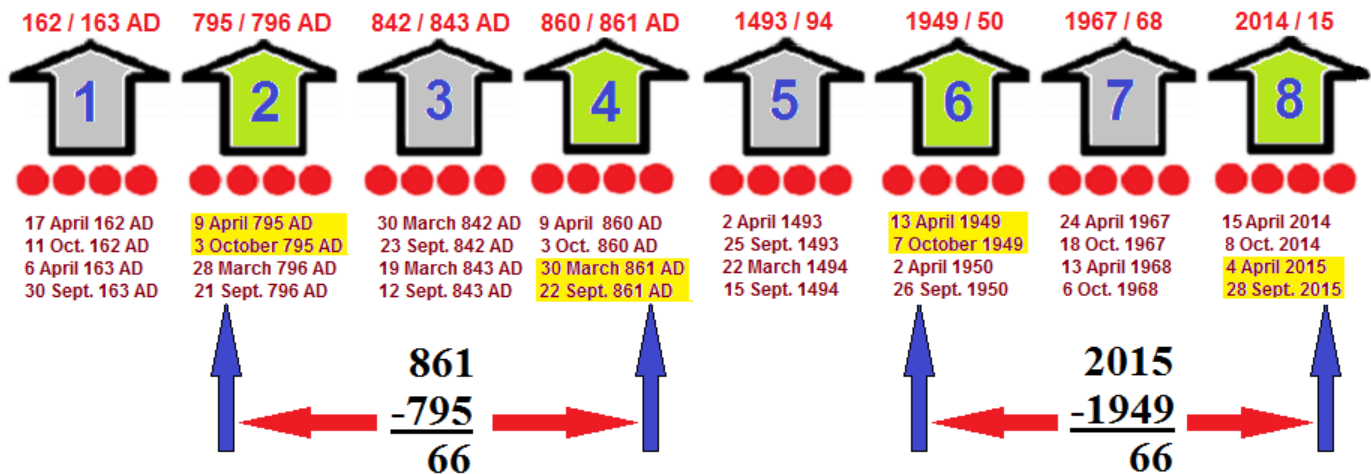 162 / 163 AD
795 / 796 AD
842 / 843 AD
860 / 861 AD
1493 / 94
1949 / 50
1967 / 68
2014 / 15
1
2
3
4
5
6
7
8
17 April 162 AD
11 Oct. 162 AD
6 April 163 AD
30 Sept. 163 AD
9 April 795 AD
3 October 795 AD
28 March 796 AD
21 Sept. 796 AD
30 March 842 AD
23 Sept. 842 AD
19 March 843 AD
12 Sept. 843 AD
9 April 860 AD
3 Oct. 860 AD
30 March 861 AD
22 Sept. 861 AD
2 April 1493
25 Sept. 1493
22 March 1494
15 Sept. 1494
13 April 1949
7 October 1949
2 April 1950
26 Sept. 1950
24 April 1967
18 Oct. 1967
13 April 1968
6 Oct. 1968
15 April 2014
8 Oct. 2014
4 April 2015
28 Sept. 2015
861
-795
66
2015
-1949
66